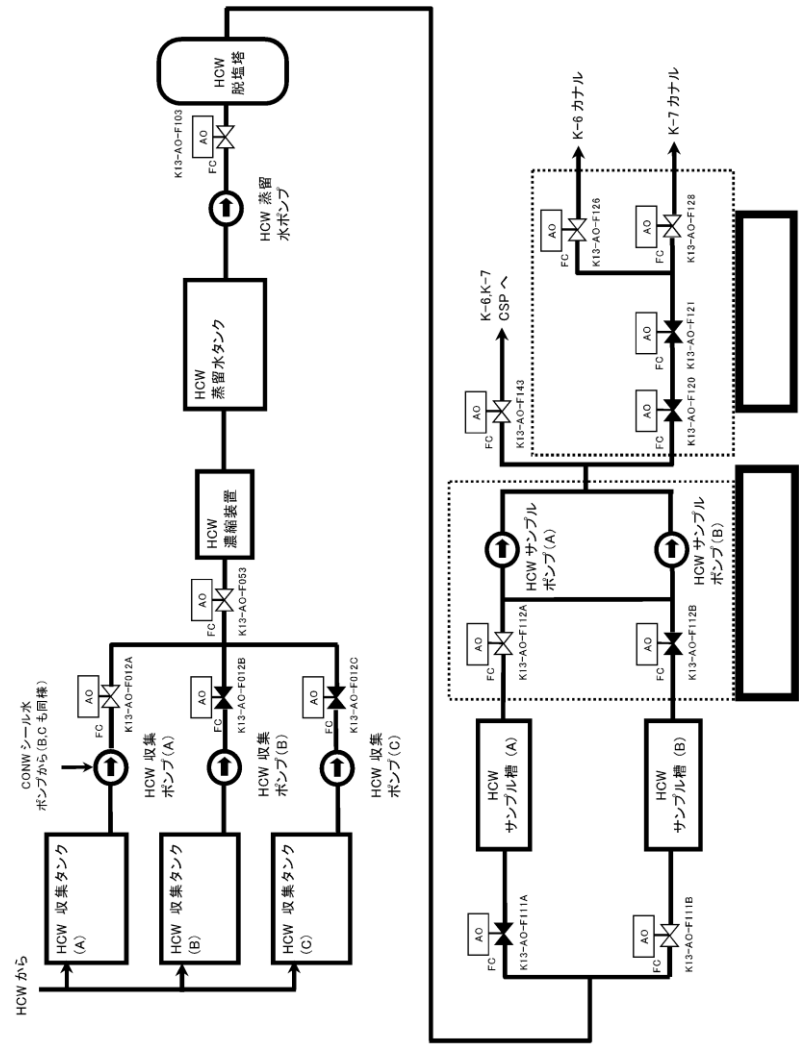 HCW から
HCW 収集タンク
(A)
HCW 収集タンク
(B)
HCW 収集タンク
(C)
CONW シール水
ポンプから(B,C も同様)
HCW 収集
ポンプ(A)
HCW 収集
ポンプ(B)
HCW 収集
ポンプ(C)
AO
FC
K13-AO-F012A
AO
FC
K13-AO-F012B
AO
FC
K13-AO-F012C
AO
FC
K13-AO-F053
HCW
濃縮装置
HCW
蒸留水タンク
HCW 蒸留
水ポンプ
AO
FC
K13-AO-F103
HCW
脱塩塔
AO
FC
K13-AO-F111A
AO
FC
K13-AO-F111B
HCW
サンプル槽 (A)
HCW
サンプル槽 (B)
AO
FC
K13-AO-F112A
AO
FC
K13-AO-F112B
HCW サンプル
ポンプ(A)
HCW サンプル
ポンプ(B)
AO
FC
K13-AO-F143
K-6,K-7
CSP へ
AO
FC
K13-AO-F120
AO
FC
K13-AO-F121
AO
FC
K13-AO-F126
AO
FC
K13-AO-F128
K-6 カナル
K-7 カナル